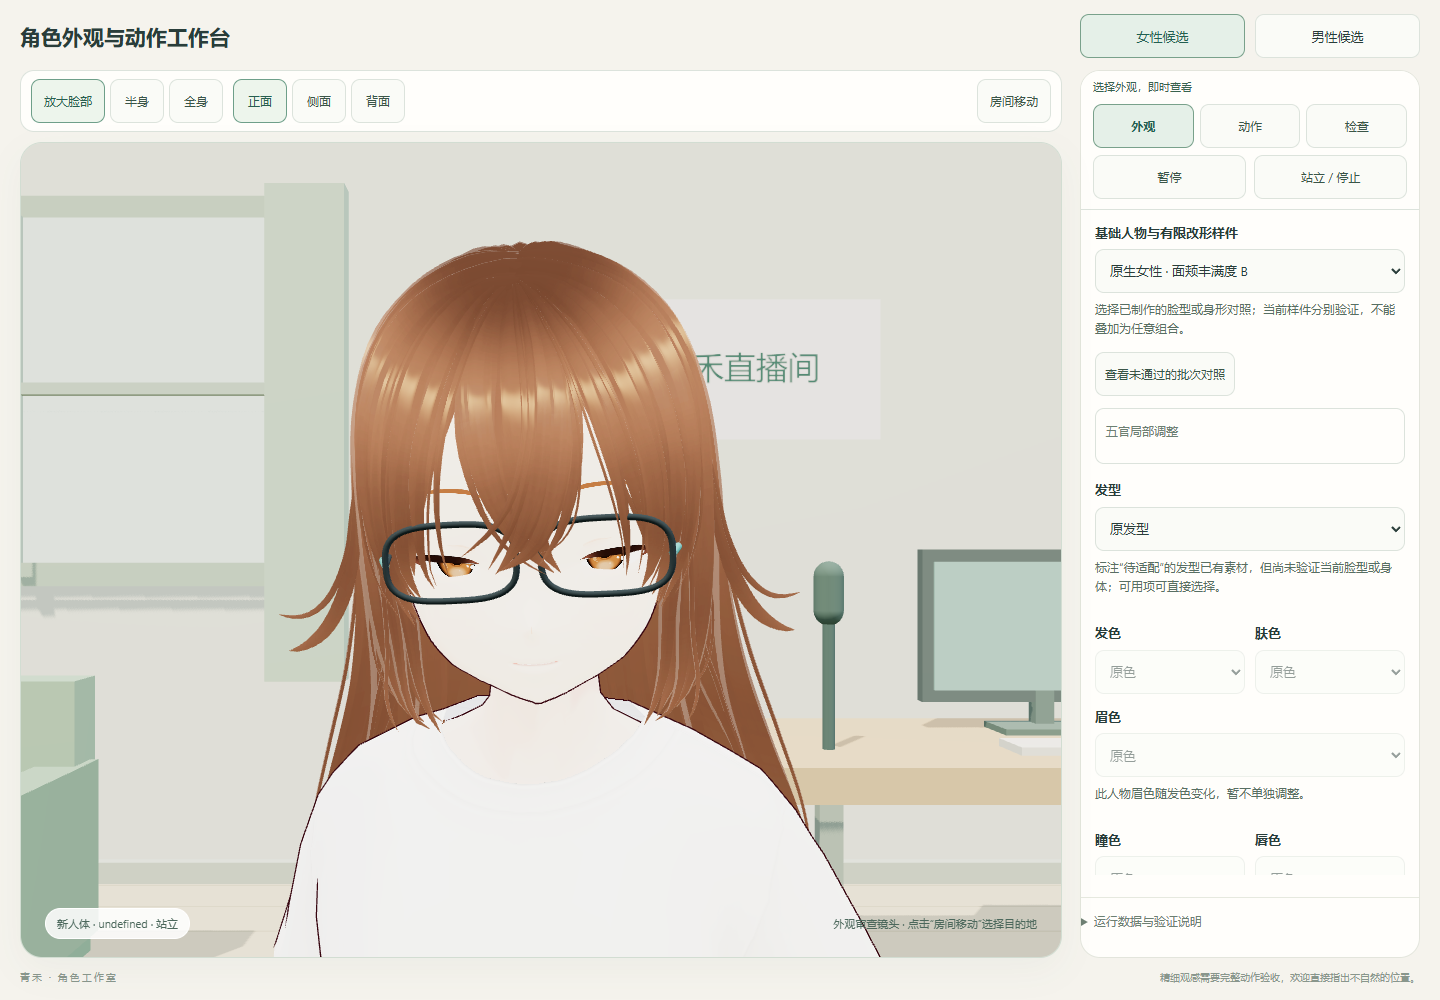 角色外观与动作工作台
女性候选
男性候选
放大脸部
半身
全身
正面
侧面
背面
房间移动
选择外观，即时查看
外观
动作
检查
暂停
站立 / 停止
基础人物与有限改形样件
原生女性 · 面颊丰满度 B
选择已制作的脸型或身形对照；当前样件分别验证，不能
叠加为任意组合。
查看未通过的批次对照
五官局部调整
发型
原发型
标注“待适配”的发型已有素材，但尚未验证当前脸型或身
体；可用项可直接选择。
发色
肤色
原色
原色
眉色
原色
此人物眉色随发色变化，暂不单独调整。
瞳色
唇色
运行数据与验证说明
禾直播间
新人体 · undefined · 站立
外观审查镜头 · 点击“房间移动”选择目的地
青禾 · 角色工作室
精细观感需要完整动作验收，欢迎直接指出不自然的位置。